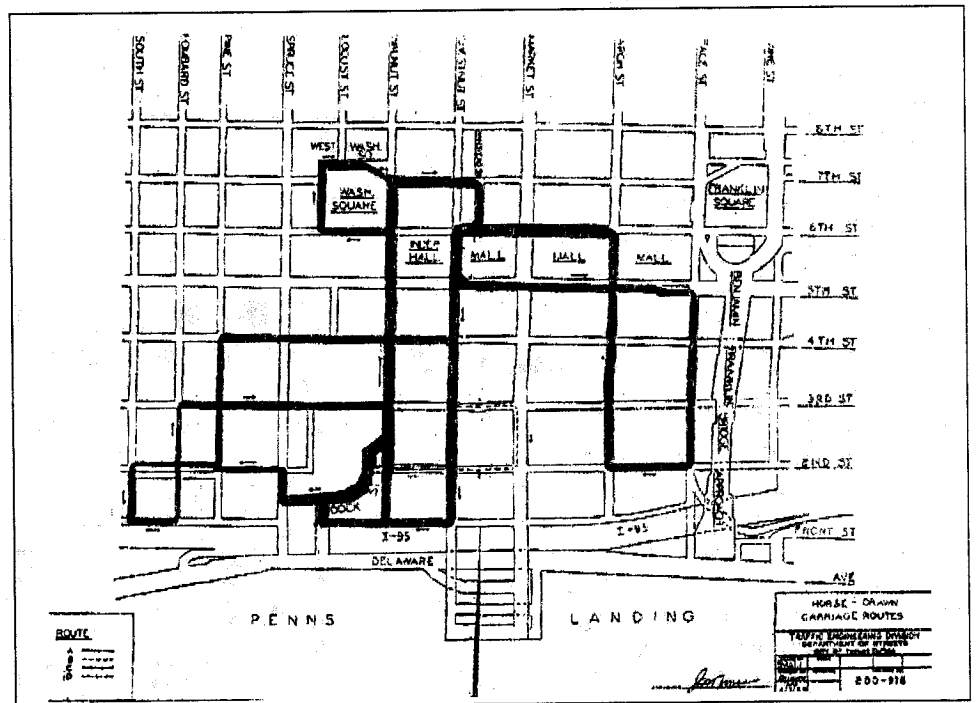 SOUTH ST.
LOMBARD ST
PINE ST.
SPRUCE ST.
LOCUST ST.
WALNUT ST.
CHESTNUT ST.
MARKET ST.
ARCH ST.
RACE ST.
VINE ST.
8TH ST
WEST
WASH.
SQ
7TH ST
WASH.
SQUARE
FRANKLIN
SQUARE
6TH ST
INDEP
HALL
MALL
MALL
MALL
5TH ST
BENJAMIN FRANKLIN BRIDGE APPROACH
4TH ST
3RD ST
2ND ST
DOCK
I-95
I-95
FRONT ST
DELAWARE
AVE
PENNS LANDING
ROUTE
A
B
C
D
HORSE-DRAWN
CARRIAGE ROUTES
TRAFFIC ENGINEERING DIVISION
DEPARTMENT OF STREETS
CITY OF PHILADELPHIA